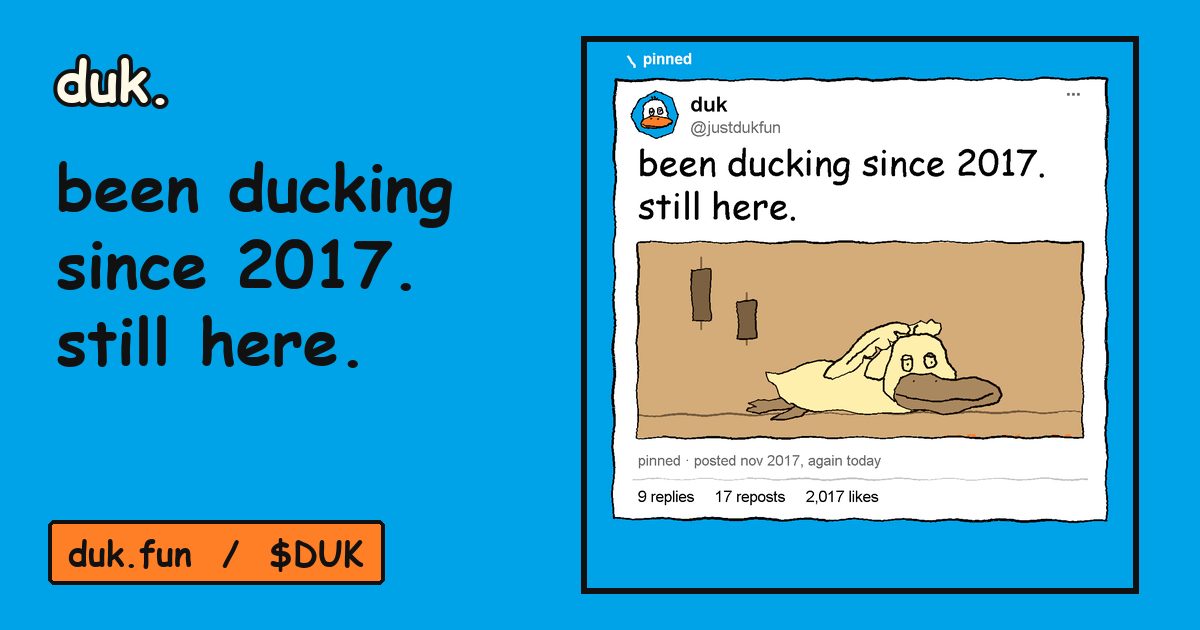 duk.
been ducking
since 2017.
still here.
duk.fun / $DUK
pinned
duk
@justdukfun
...
been ducking since 2017.
still here.
pinned · posted nov 2017, again today
9 replies 17 reposts 2,017 likes